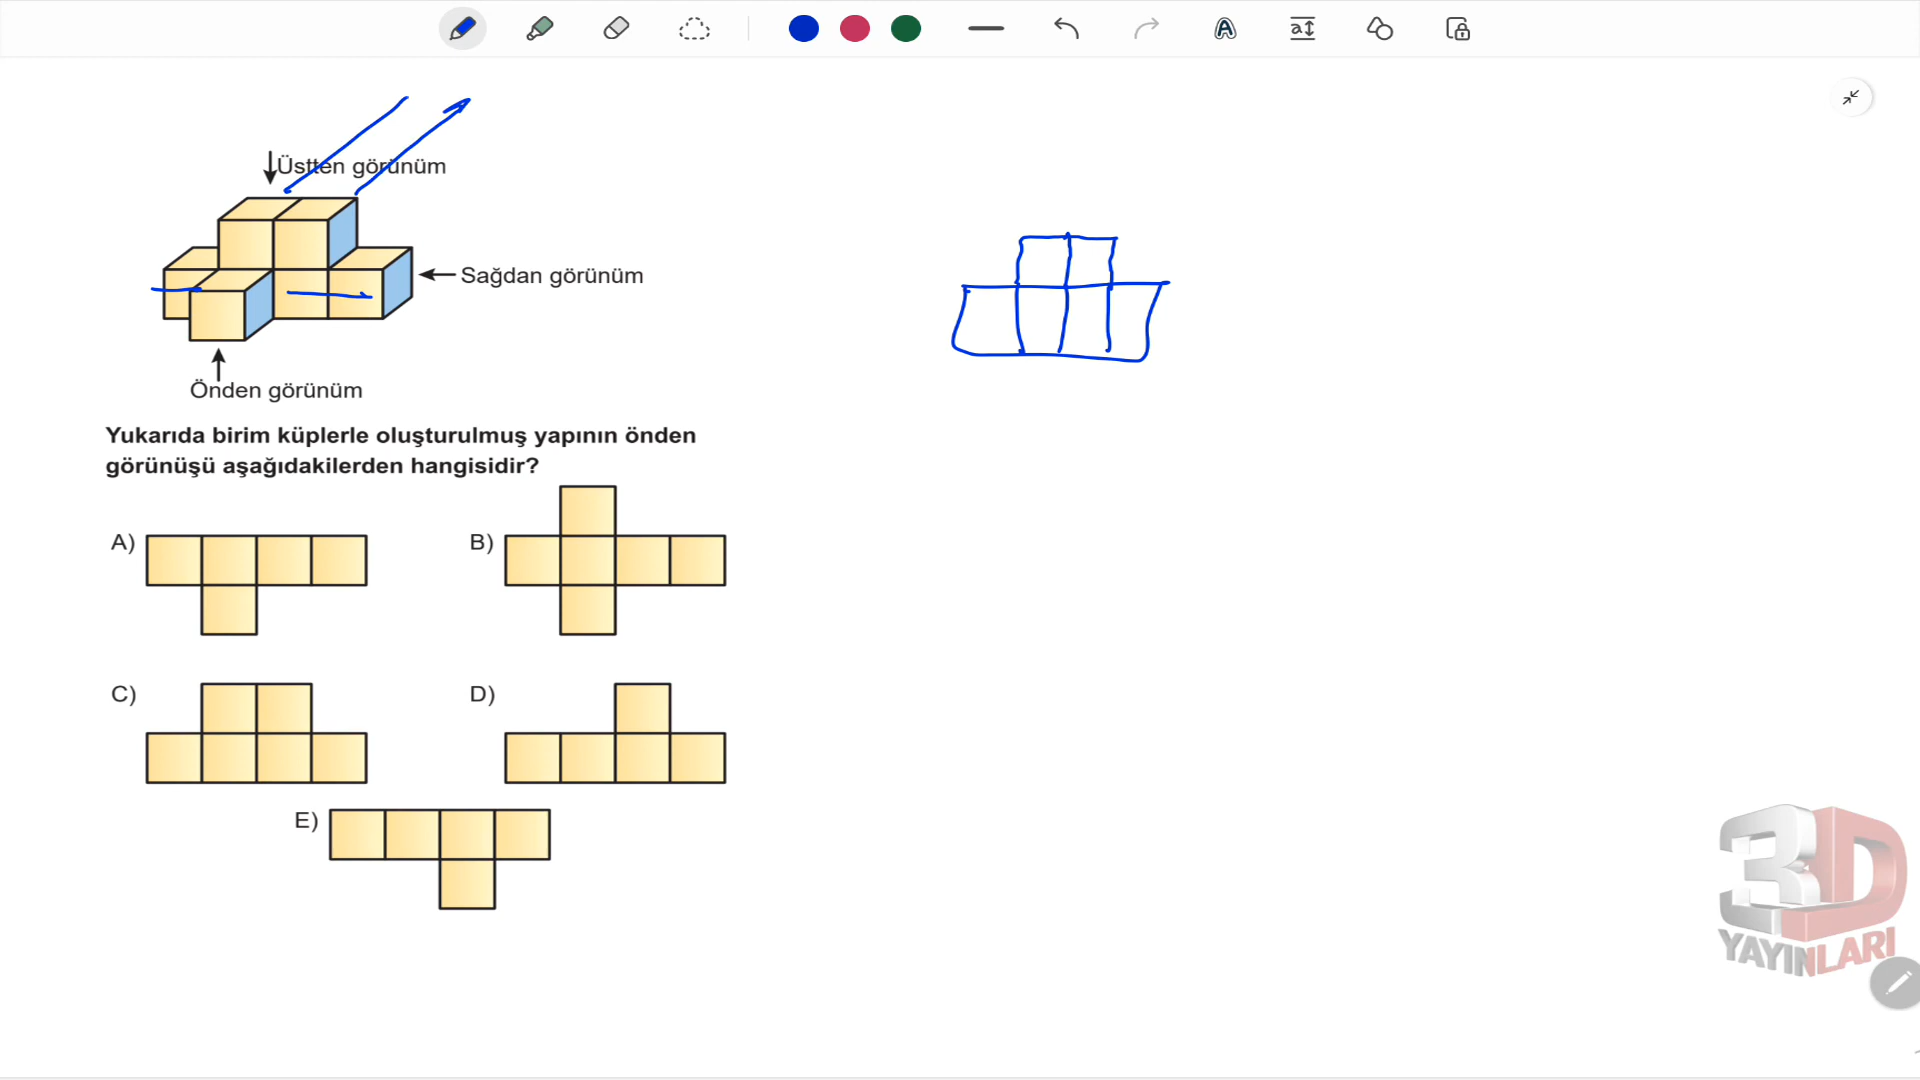 Üstten görünüm
Sağdan görünüm
Önden görünüm
Yukarıda birim küplerle oluşturulmuş yapının önden
görünüşü aşağıdakilerden hangisidir?
A)
B)
C)
D)
E)
3D
YAYINLARI